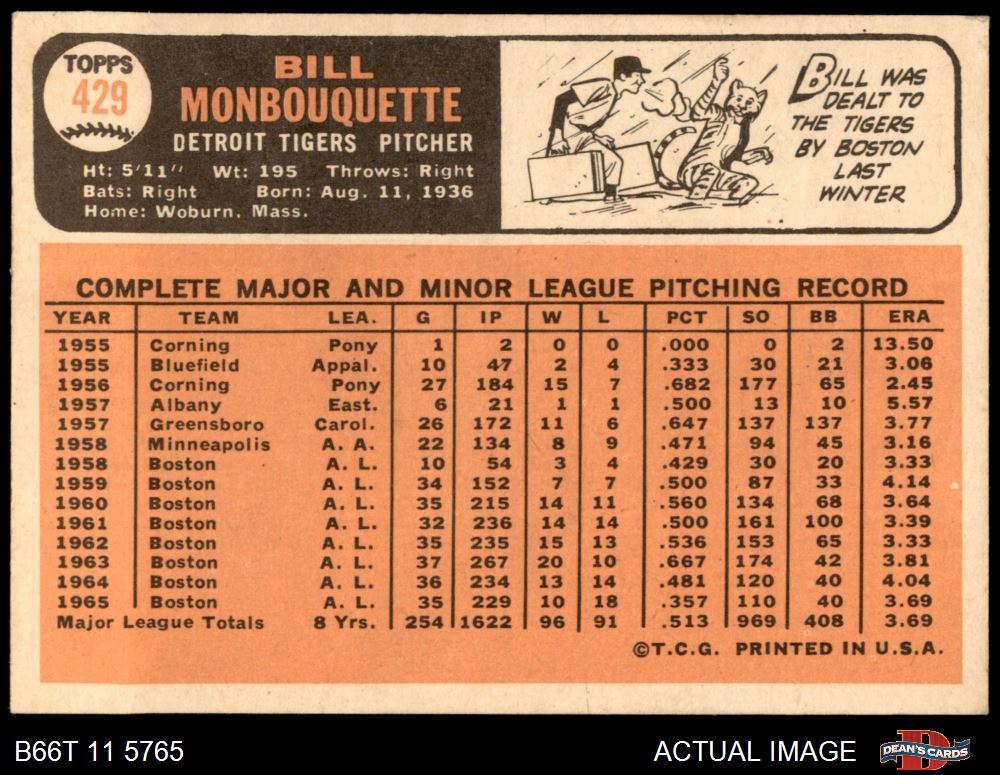 TOPPS
429
BILL
MONBOUQUETTE
DETROIT TIGERS PITCHER
Ht: 5'11" Wt: 195 Throws: Right
Bats: Right Born: Aug. 11, 1936
Home: Woburn, Mass.
BILL WAS
DEALT TO
THE TIGERS
BY BOSTON
LAST
WINTER
COMPLETE MAJOR AND MINOR LEAGUE PITCHING RECORD
YEAR TEAM LEA. G IP W L PCT SO BB ERA
1955 Corning Pony 1 2 0 0 .000 0 2 13.50
1955 Bluefield Appal. 10 47 2 4 .333 30 21 3.06
1956 Corning Pony 27 184 15 7 .682 177 65 2.45
1957 Albany East. 6 21 1 1 .500 13 10 5.57
1957 Greensboro Carol. 26 172 11 6 .647 137 137 3.77
1958 Minneapolis A. A. 22 134 8 9 .471 94 45 3.16
1958 Boston A. L. 10 54 3 4 .429 30 20 3.33
1959 Boston A. L. 34 152 7 7 .500 87 33 4.14
1960 Boston A. L. 35 215 14 11 .560 134 68 3.64
1961 Boston A. L. 32 236 14 14 .500 161 100 3.39
1962 Boston A. L. 35 235 15 13 .536 153 65 3.33
1963 Boston A. L. 37 267 20 10 .667 174 42 3.81
1964 Boston A. L. 36 234 13 14 .481 120 40 4.04
1965 Boston A. L. 35 229 10 18 .357 110 40 3.69
Major League Totals 8 Yrs. 254 1622 96 91 .513 969 408 3.69
©T.C.G. PRINTED IN U.S.A.
B66T 11 5765 ACTUAL IMAGE DEAN'S CARDS